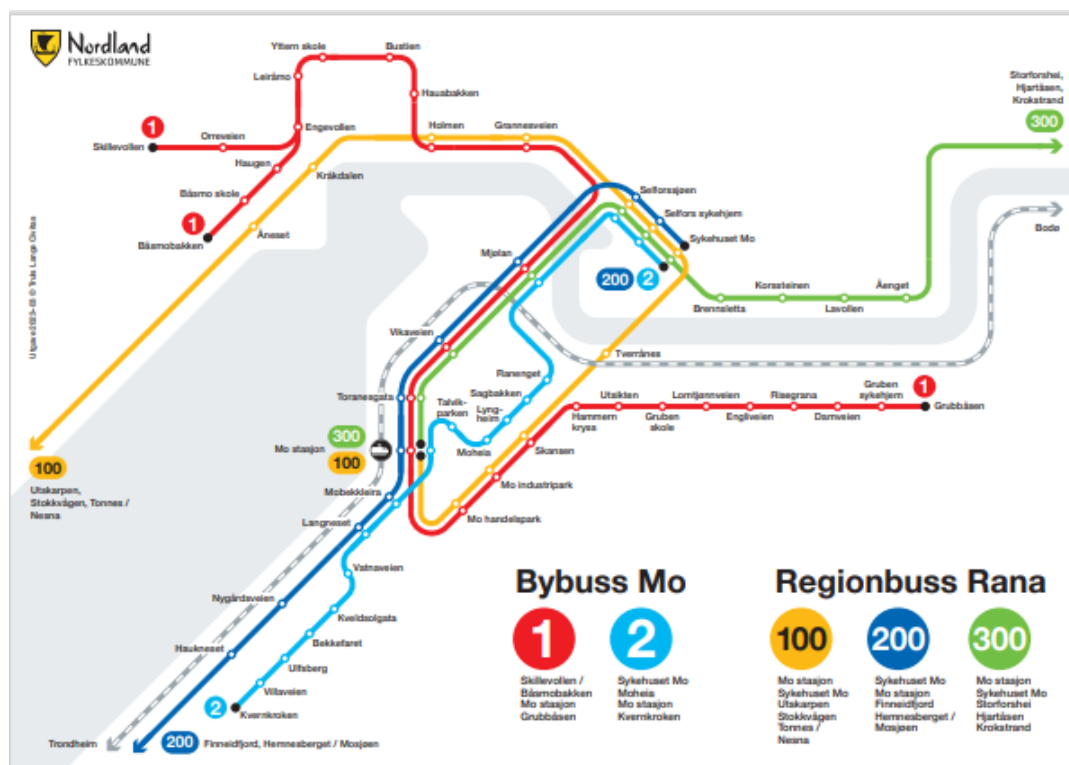 Nordland
FYLKESKOMMUNE
Yttern skole
Bustien
Leiråmo
Hauabakken
Storforshei,
Hjartåsen,
Krokstrand
300
1
Skillevollen
Orreveien
Engevollen
Holmen
Grannesveien
Haugen
Kråkdalen
Båsmo skole
1
Båsmobakken
Åneset
Selforsjøen
Selfors sykehjem
Sykehuset Mo
Bodø
Mjølan
200
2
Brennsletta
Korssteinen
Lavollen
Åenget
Vikaveien
Tverrånes
Ranenget
Sagbakken
Lyng-
heim
Talvik-
parken
Moheia
Toranesgata
300
100
Mo stasjon
Utsikten
Lomtjønnveien
Risegrana
Gruben
sykehjem
1
Grubbåsen
Hammern
kryss
Gruben
skole
Engliveien
Damveien
Skansen
Mo industripark
Mo handelspark
100
Utskarpen,
Stokkvågen, Tonnes /
Nesna
Mobekkleira
Langneset
Vatnaveien
Nygårdsveien
Kveldsolgata
Bekkefaret
Haukneset
Ulfsberg
Villaveien
2
Kvernkroken
Trondheim
200
Finneidfjord, Hemnesberget / Mosjøen
Bybuss Mo
1
Skillevollen /
Båsmobakken
Mo stasjon
Grubbåsen
2
Sykehuset Mo
Moheia
Mo stasjon
Kvernkroken
Regionbuss Rana
100
Mo stasjon
Sykehuset Mo
Utskarpen
Stokkvågen
Tonnes /
Nesna
200
Sykehuset Mo
Mo stasjon
Finneidfjord
Hemnesberget /
Mosjøen
300
Mo stasjon
Sykehuset Mo
Storforshei
Hjartåsen
Krokstrand